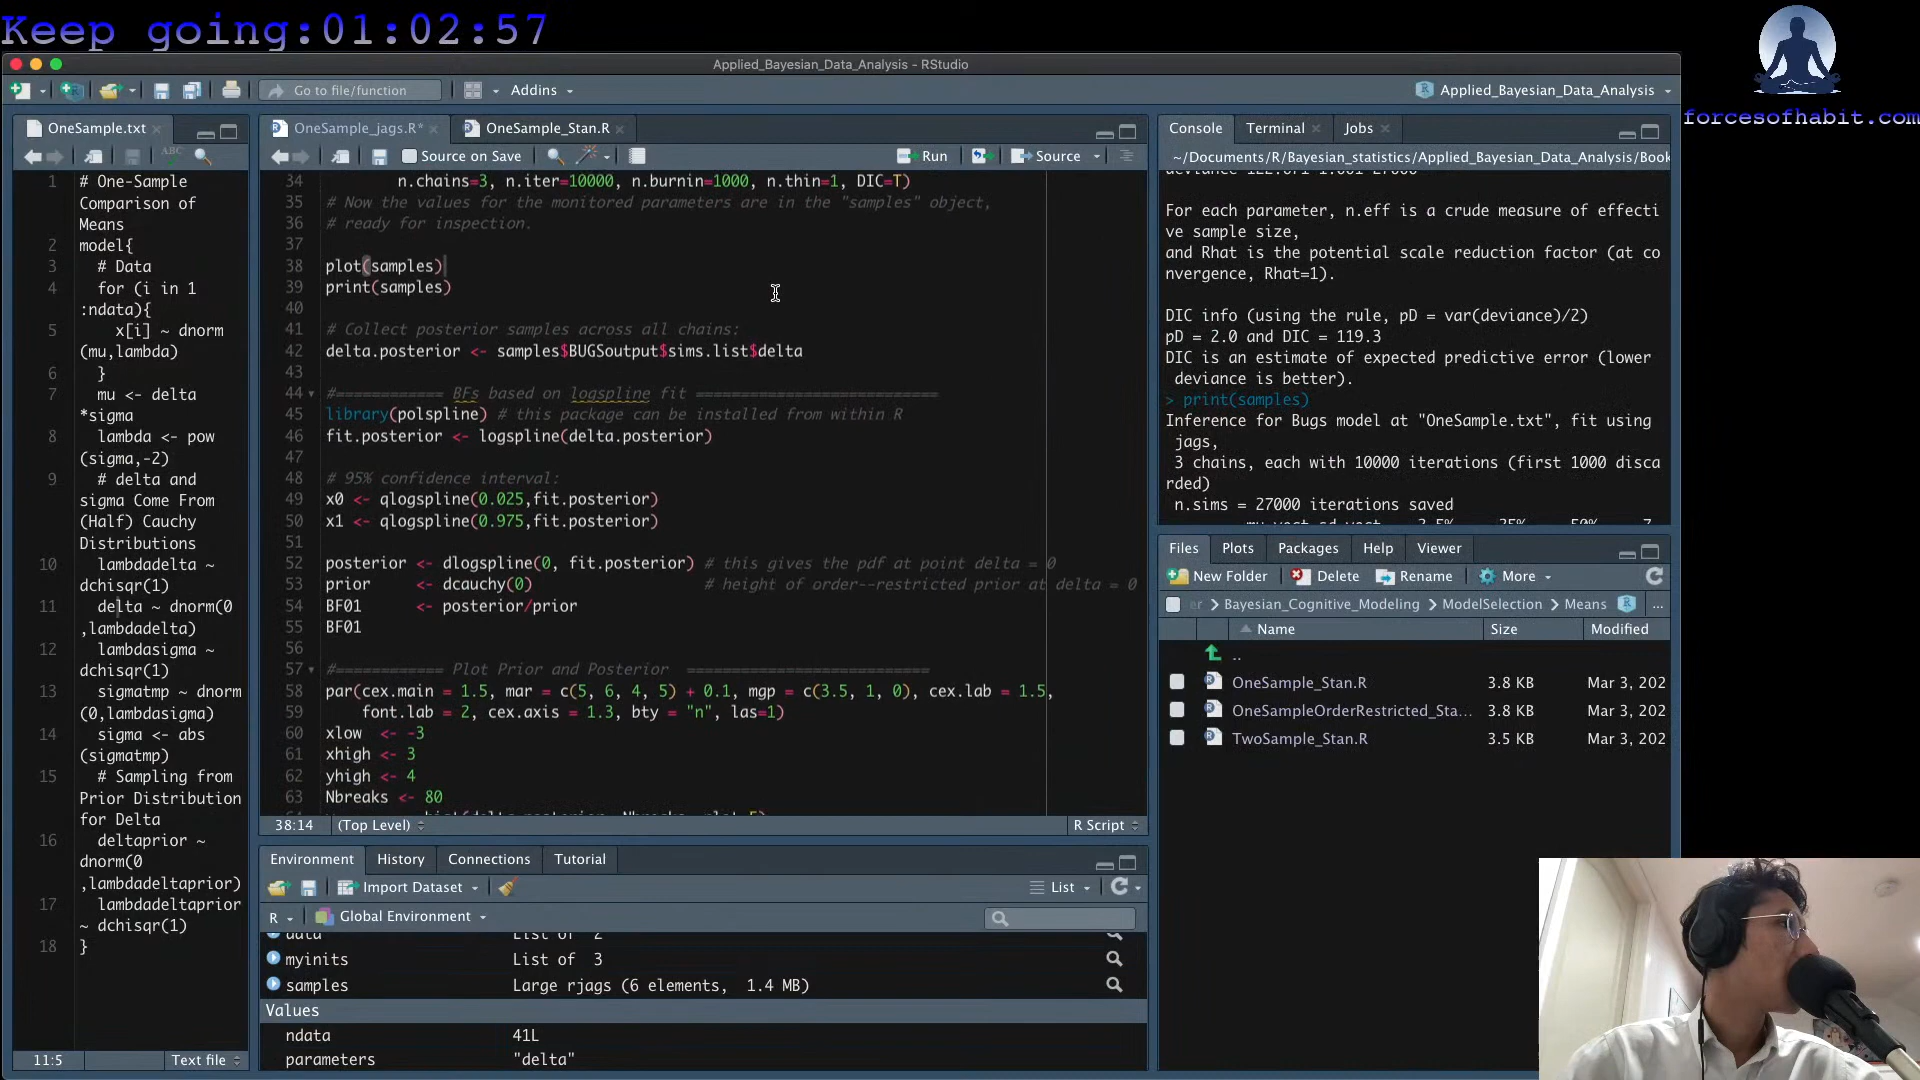 Keep going:01:02:57
forcesofhabit.com
Applied_Bayesian_Data_Analysis - RStudio
Go to file/function
Addins
Applied_Bayesian_Data_Analysis
OneSample.txt
ABC
1 # One-Sample
Comparison of
Means
2 model{
3 # Data
4 for (i in 1
:ndata){
5 x[i] ~ dnorm
(mu,lambda)
6 }
7 mu <- delta
*sigma
8 lambda <- pow
(sigma,-2)
9 # delta and
sigma Come From
(Half) Cauchy
Distributions
10 lambdadelta ~
dchisqr(1)
11 delta ~ dnorm(0
,lambdadelta)
12 lambdasigma ~
dchisqr(1)
13 sigmatmp ~ dnorm
(0,lambdasigma)
14 sigma <- abs
(sigmatmp)
15 # Sampling from
Prior Distribution
for Delta
16 deltaprior ~
dnorm(0
,lambdadeltaprior)
17 lambdadeltaprior
~ dchisqr(1)
18 }
11:5 Text file
OneSample_jags.R* OneSample_Stan.R
Source on Save Run Source
34 n.chains=3, n.iter=10000, n.burnin=1000, n.thin=1, DIC=T)
35 # Now the values for the monitored parameters are in the "samples" object,
36 # ready for inspection.
37
38 plot(samples)
39 print(samples)
40
41 # Collect posterior samples across all chains:
42 delta.posterior <- samples$BUGSoutput$sims.list$delta
43
44 #============ BFs based on logspline fit ===========================
45 library(polspline) # this package can be installed from within R
46 fit.posterior <- logspline(delta.posterior)
47
48 # 95% confidence interval:
49 x0 <- qlogspline(0.025,fit.posterior)
50 x1 <- qlogspline(0.975,fit.posterior)
51
52 posterior <- dlogspline(0, fit.posterior) # this gives the pdf at point delta = 0
53 prior <- dcauchy(0) # height of order--restricted prior at delta = 0
54 BF01 <- posterior/prior
55 BF01
56
57 #============ Plot Prior and Posterior ===========================
58 par(cex.main = 1.5, mar = c(5, 6, 4, 5) + 0.1, mgp = c(3.5, 1, 0), cex.lab = 1.5,
59 font.lab = 2, cex.axis = 1.3, bty = "n", las=1)
60 xlow <- -3
61 xhigh <- 3
62 yhigh <- 4
63 Nbreaks <- 80
38:14 (Top Level) R Script
Environment History Connections Tutorial
Import Dataset List
R Global Environment
data List of 2
myinits List of 3
samples Large rjags (6 elements, 1.4 MB)
Values
ndata 41L
parameters "delta"
Console Terminal Jobs
~/Documents/R/Bayesian_statistics/Applied_Bayesian_Data_Analysis/Book
For each parameter, n.eff is a crude measure of effecti
ve sample size,
and Rhat is the potential scale reduction factor (at co
nvergence, Rhat=1).
DIC info (using the rule, pD = var(deviance)/2)
pD = 2.0 and DIC = 119.3
DIC is an estimate of expected predictive error (lower
deviance is better).
> print(samples)
Inference for Bugs model at "OneSample.txt", fit using
jags,
3 chains, each with 10000 iterations (first 1000 disca
rded)
n.sims = 27000 iterations saved
Files Plots Packages Help Viewer
New Folder Delete Rename More
er Bayesian_Cognitive_Modeling ModelSelection Means ...
Name Size Modified
..
OneSample_Stan.R 3.8 KB Mar 3, 202
OneSampleOrderRestricted_Sta... 3.8 KB Mar 3, 202
TwoSample_Stan.R 3.5 KB Mar 3, 202